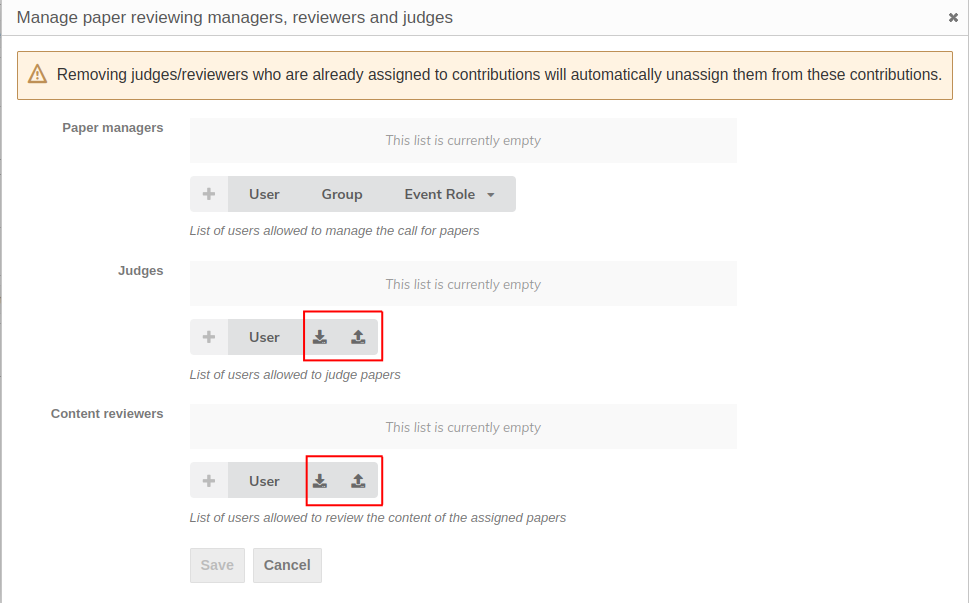 Manage paper reviewing managers, reviewers and judges
Removing judges/reviewers who are already assigned to contributions will automatically unassign them from these contributions.
Paper managers
This list is currently empty
User Group Event Role
List of users allowed to manage the call for papers
Judges
This list is currently empty
User
List of users allowed to judge papers
Content reviewers
This list is currently empty
User
List of users allowed to review the content of the assigned papers
Save Cancel